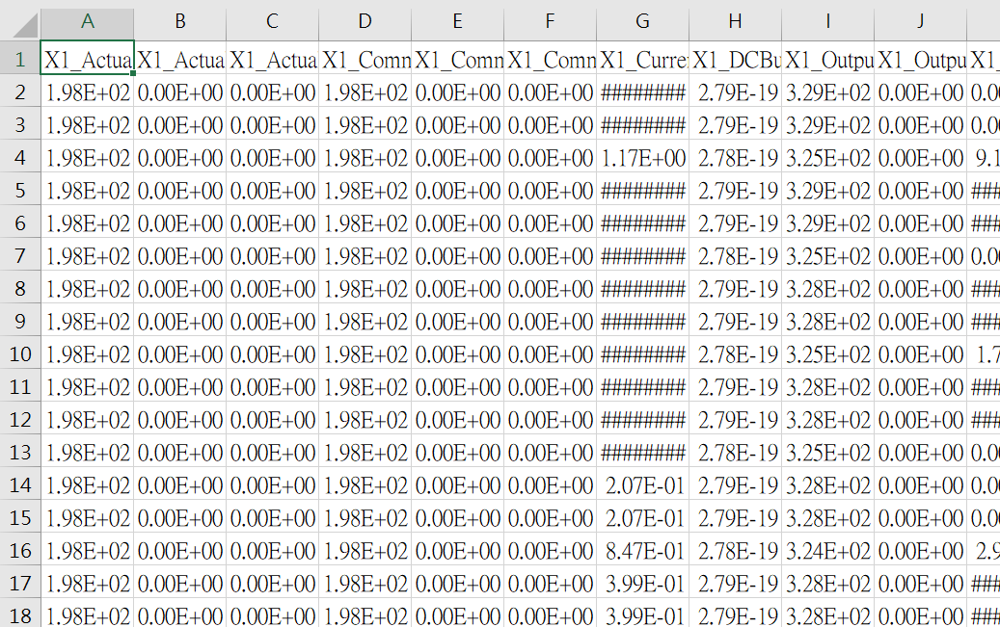 A B C D E F G H I J
1 X1_Actua X1_Actua X1_Actua X1_Comn X1_Comn X1_Comn X1_Curre X1_DCBu X1_Outpu X1_Outpu X1_
2 1.98E+02 0.00E+00 0.00E+00 1.98E+02 0.00E+00 0.00E+00 ######## 2.79E-19 3.29E+02 0.00E+00 0.0
3 1.98E+02 0.00E+00 0.00E+00 1.98E+02 0.00E+00 0.00E+00 ######## 2.79E-19 3.29E+02 0.00E+00 0.0
4 1.98E+02 0.00E+00 0.00E+00 1.98E+02 0.00E+00 0.00E+00 1.17E+00 2.78E-19 3.25E+02 0.00E+00 9.1
5 1.98E+02 0.00E+00 0.00E+00 1.98E+02 0.00E+00 0.00E+00 ######## 2.79E-19 3.29E+02 0.00E+00 ###
6 1.98E+02 0.00E+00 0.00E+00 1.98E+02 0.00E+00 0.00E+00 ######## 2.79E-19 3.29E+02 0.00E+00 ###
7 1.98E+02 0.00E+00 0.00E+00 1.98E+02 0.00E+00 0.00E+00 ######## 2.78E-19 3.25E+02 0.00E+00 0.0
8 1.98E+02 0.00E+00 0.00E+00 1.98E+02 0.00E+00 0.00E+00 ######## 2.79E-19 3.28E+02 0.00E+00 ###
9 1.98E+02 0.00E+00 0.00E+00 1.98E+02 0.00E+00 0.00E+00 ######## 2.79E-19 3.28E+02 0.00E+00 ###
10 1.98E+02 0.00E+00 0.00E+00 1.98E+02 0.00E+00 0.00E+00 ######## 2.78E-19 3.25E+02 0.00E+00 1.7
11 1.98E+02 0.00E+00 0.00E+00 1.98E+02 0.00E+00 0.00E+00 ######## 2.79E-19 3.28E+02 0.00E+00 ###
12 1.98E+02 0.00E+00 0.00E+00 1.98E+02 0.00E+00 0.00E+00 ######## 2.79E-19 3.28E+02 0.00E+00 ###
13 1.98E+02 0.00E+00 0.00E+00 1.98E+02 0.00E+00 0.00E+00 ######## 2.78E-19 3.25E+02 0.00E+00 0.0
14 1.98E+02 0.00E+00 0.00E+00 1.98E+02 0.00E+00 0.00E+00 2.07E-01 2.79E-19 3.28E+02 0.00E+00 0.0
15 1.98E+02 0.00E+00 0.00E+00 1.98E+02 0.00E+00 0.00E+00 2.07E-01 2.79E-19 3.28E+02 0.00E+00 0.0
16 1.98E+02 0.00E+00 0.00E+00 1.98E+02 0.00E+00 0.00E+00 8.47E-01 2.78E-19 3.24E+02 0.00E+00 2.9
17 1.98E+02 0.00E+00 0.00E+00 1.98E+02 0.00E+00 0.00E+00 3.99E-01 2.79E-19 3.28E+02 0.00E+00 ###
18 1.98E+02 0.00E+00 0.00E+00 1.98E+02 0.00E+00 0.00E+00 3.99E-01 2.79E-19 3.28E+02 0.00E+00 ###